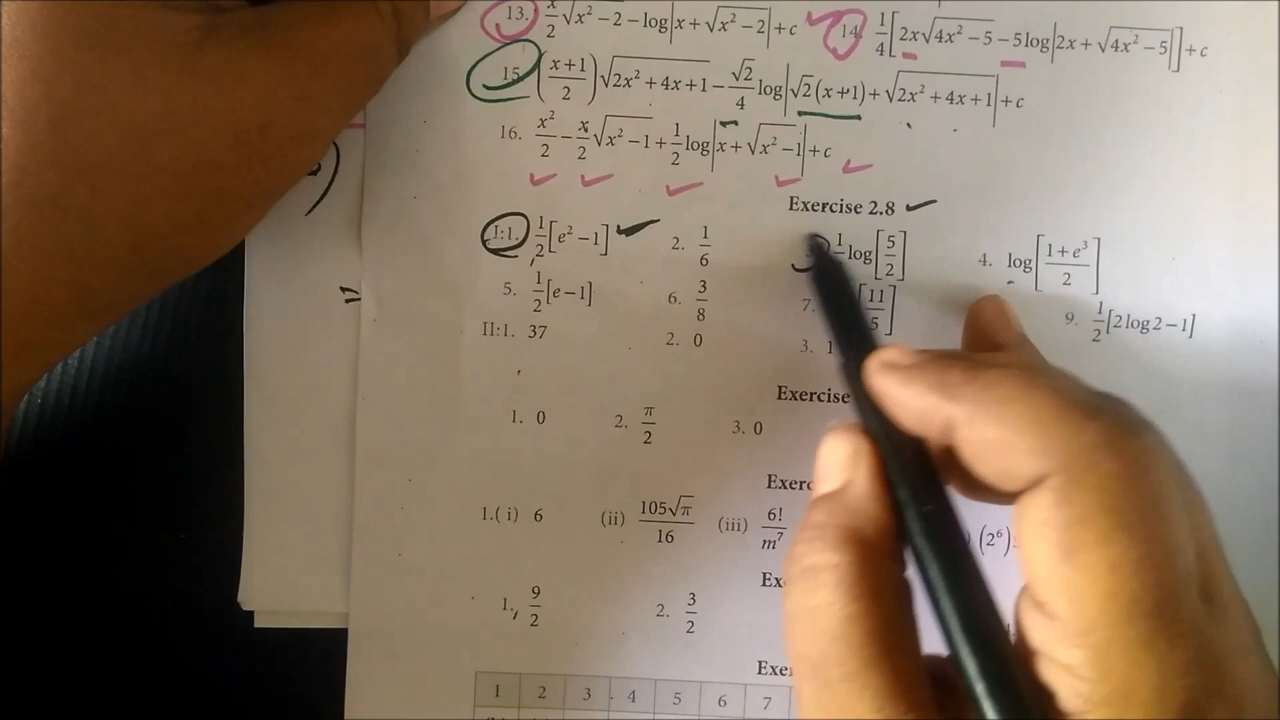 13. x/2 √(x² − 2) − log|x + √(x² − 2)| + c 14. 1/4[2x√(4x² − 5) − 5log|2x + √(4x² − 5)|] + c
15. ((x+1)/2)√(2x² + 4x + 1) − √2/4 log|√2(x+1) + √(2x² + 4x + 1)| + c
16. x²/2 − x/2 √(x² − 1) + 1/2 log|x + √(x² − 1)| + c
Exercise 2.8
I:1. 1/2[e² − 1] 2. 1/6 log[5/2] 4. log[(1 + e³)/2]
5. 1/2[e − 1] 6. 3/8 7. [11/5] 9. 1/2[2log2 − 1]
II:1. 37 2. 0 3. 1
Exercise
1. 0 2. π/2 3. 0
1.( i) 6 (ii) 105√π/16 (iii) 6!/m⁷ (2⁶)
1. 9/2 2. 3/2
1 2 3 4 5 6 7